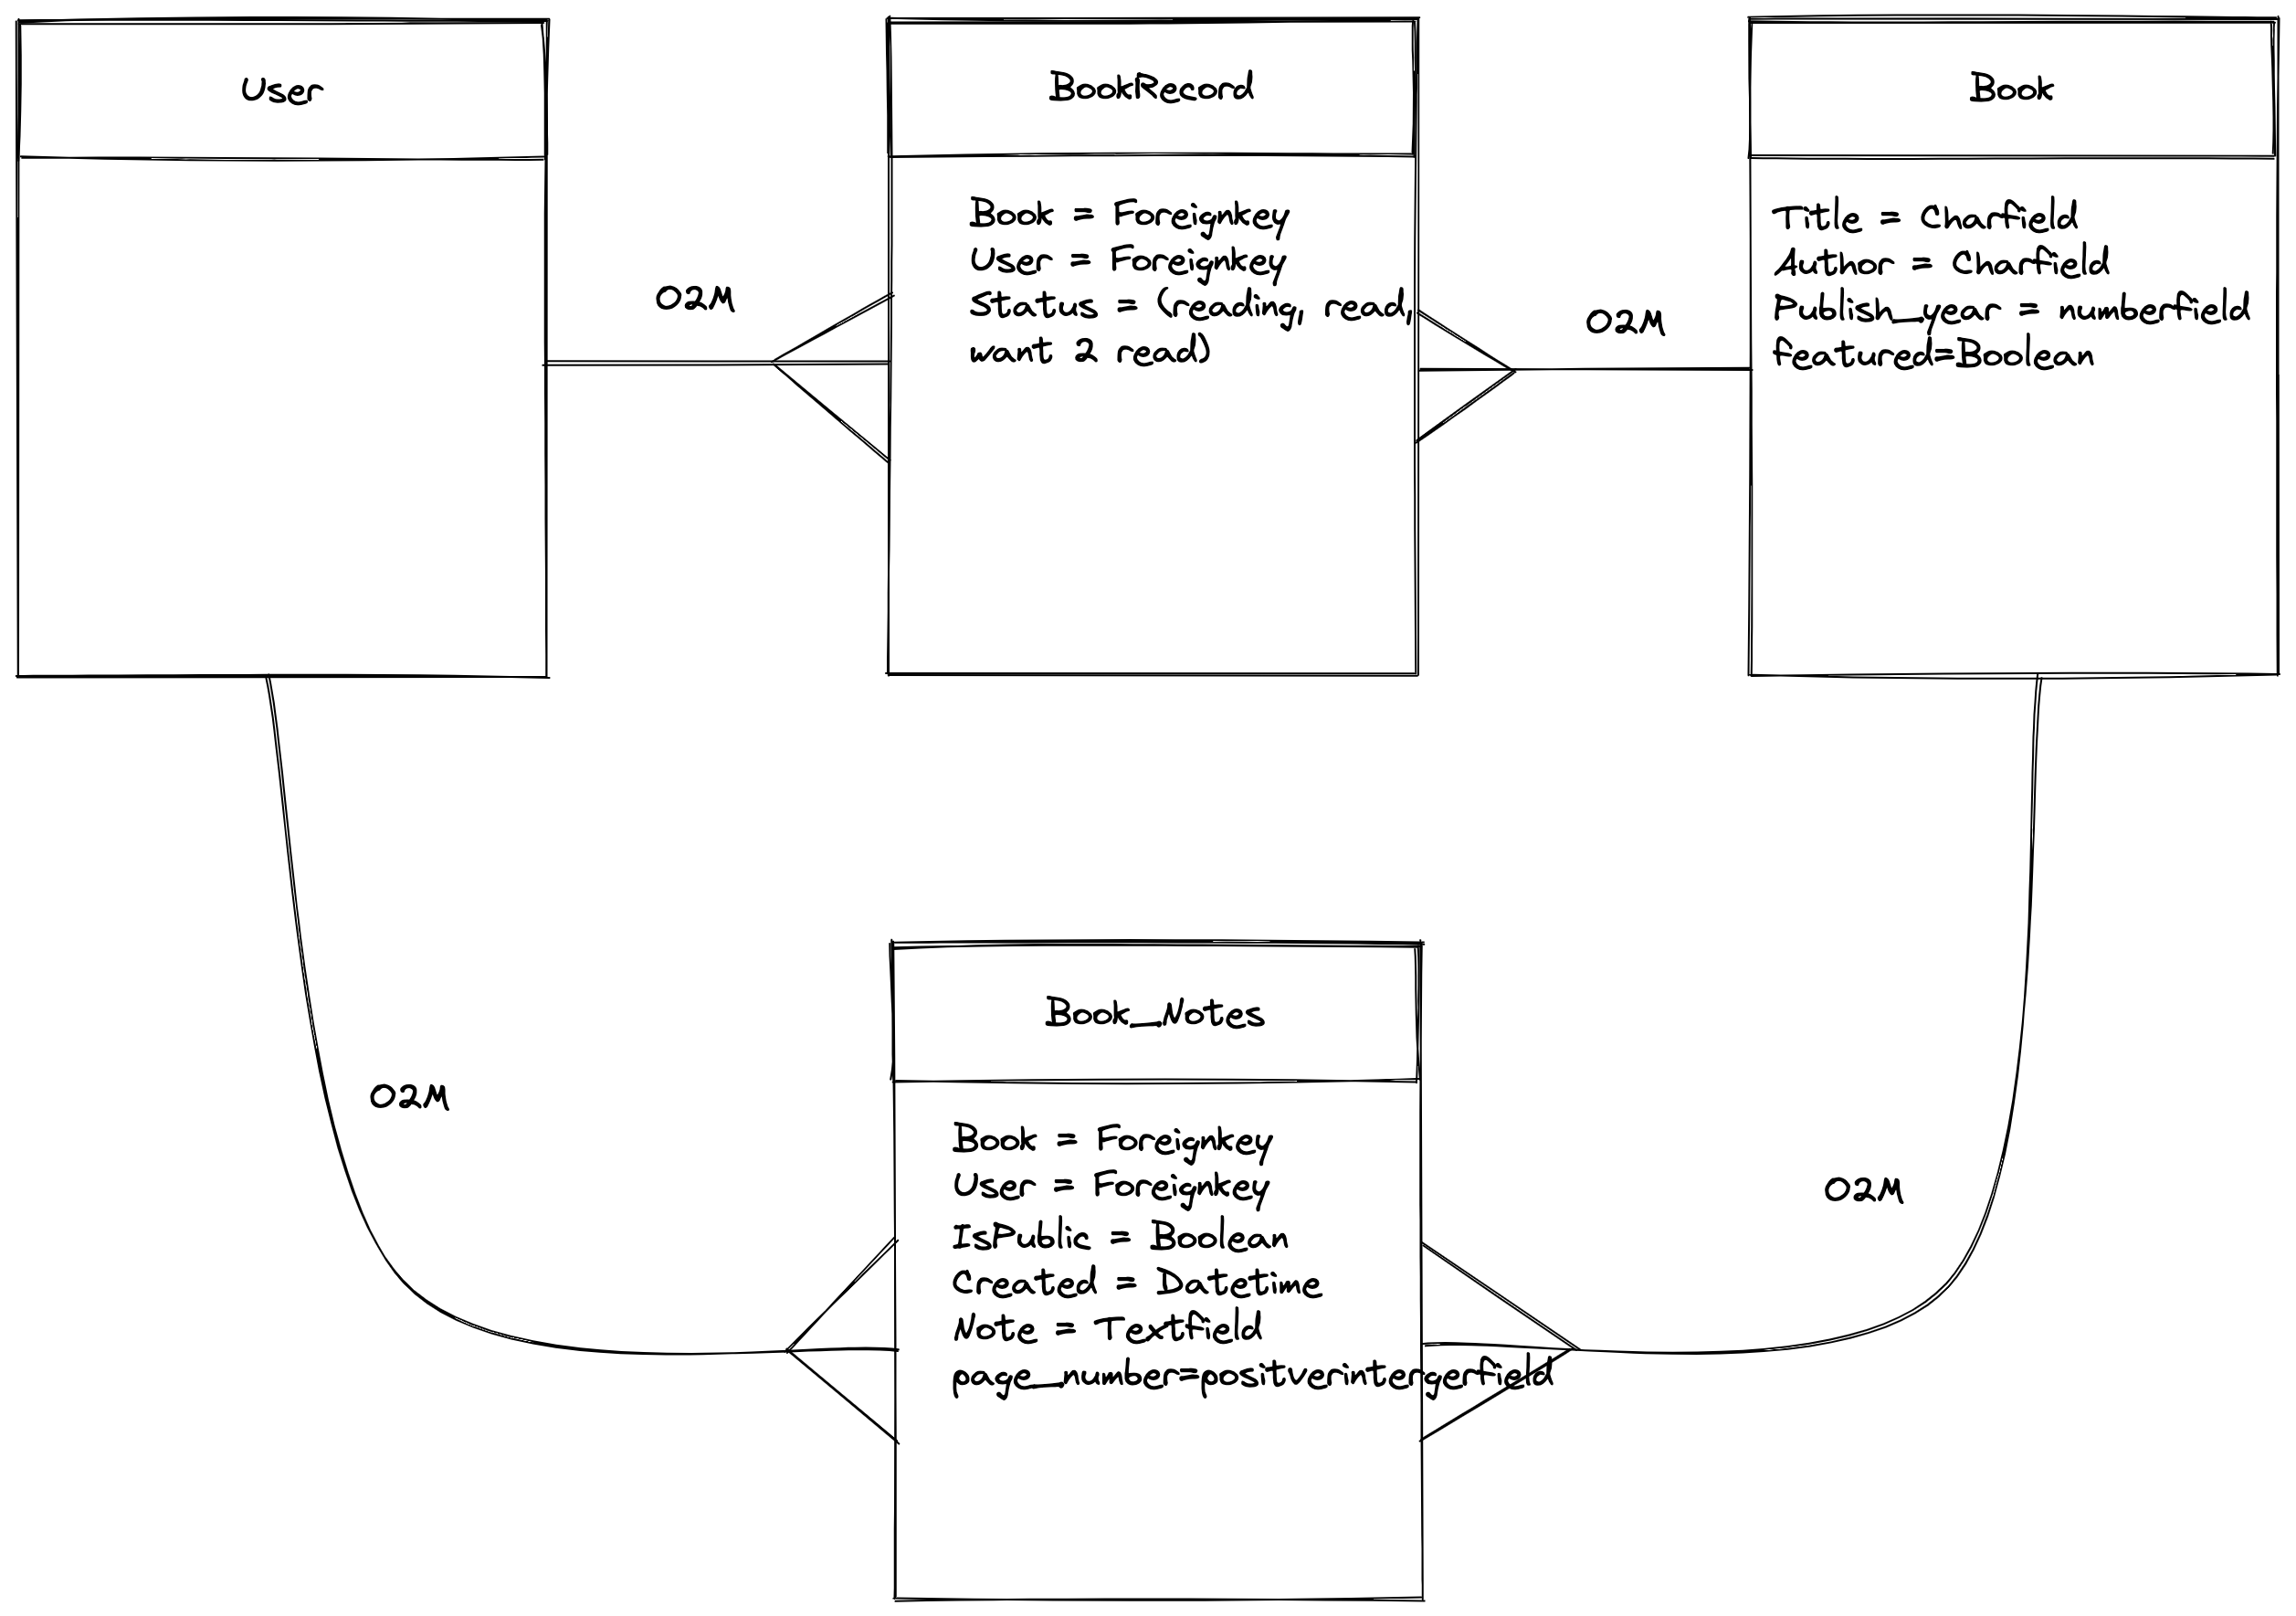 User
BookRecord
Book
Book = Foreignkey
User = Foreignkey
Status = (reading, read,
want 2 read)
Title = Charfield
Author = Charfield
Publish_year = numberfield
featured=Boolean
O2M
O2M
Book_Notes
Book = Foreignkey
User = Foreignkey
IsPublic = Boolean
Created = Datetime
Note = Textfield
page_number=positverintergerfield
O2M
O2M